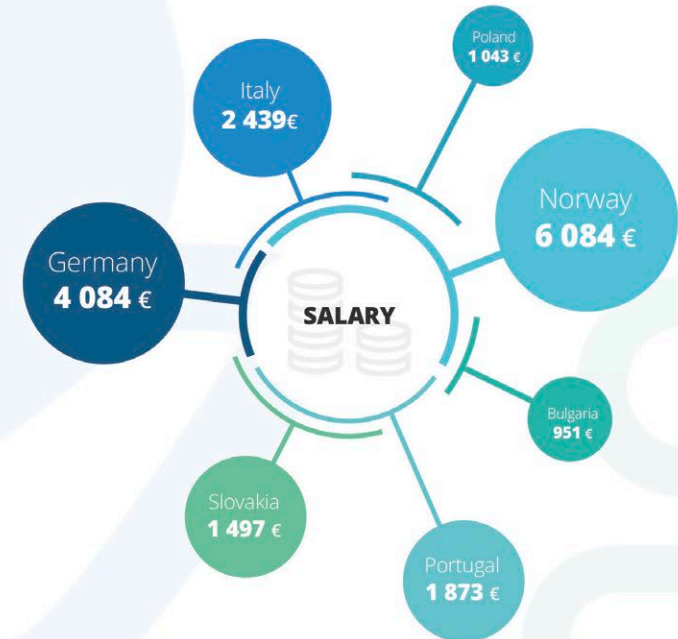 Poland
1 043 €
Italy
2 439€
Norway
6 084 €
Germany
4 084 €
SALARY
Bulgaria
951 €
Slovakia
1 497 €
Portugal
1 873 €